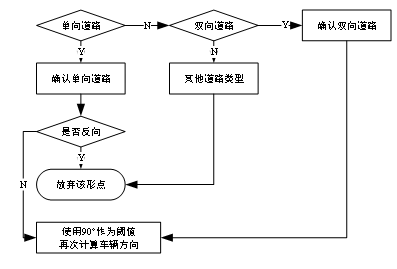 单向道路
N
双向道路
Y
确认双向道路
Y
N
确认单向道路
其他道路类型
是否反向
Y
N
放弃该形点
使用90°作为阈值
再次计算车辆方向